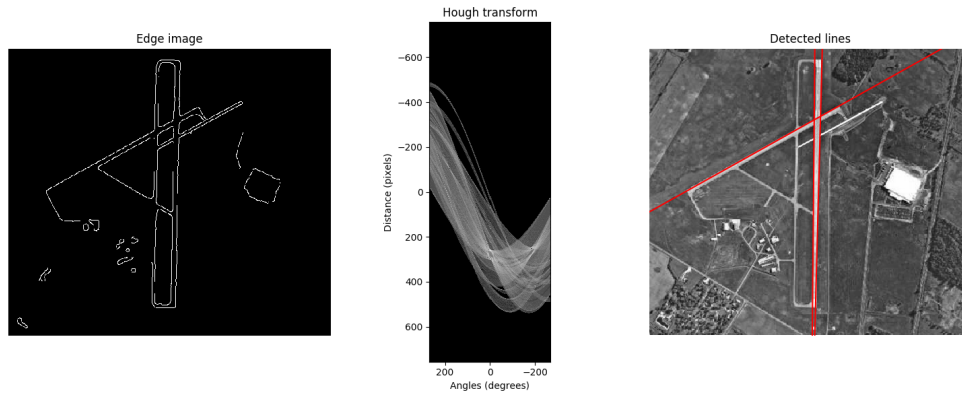 Edge image
Hough transform
Detected lines
−600
−400
−200
0
200
400
600
Distance (pixels)
200
0
−200
Angles (degrees)